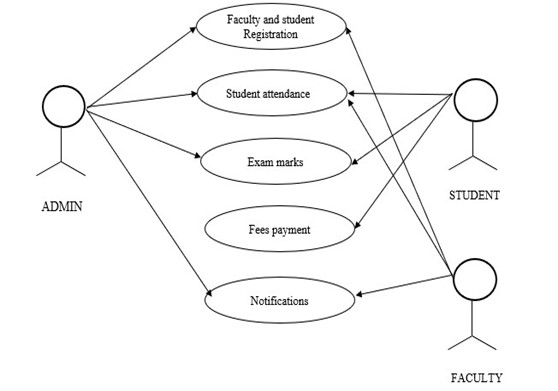 Faculty and student
Registration
Student attendance
Exam marks
Fees payment
Notifications
ADMIN
STUDENT
FACULTY